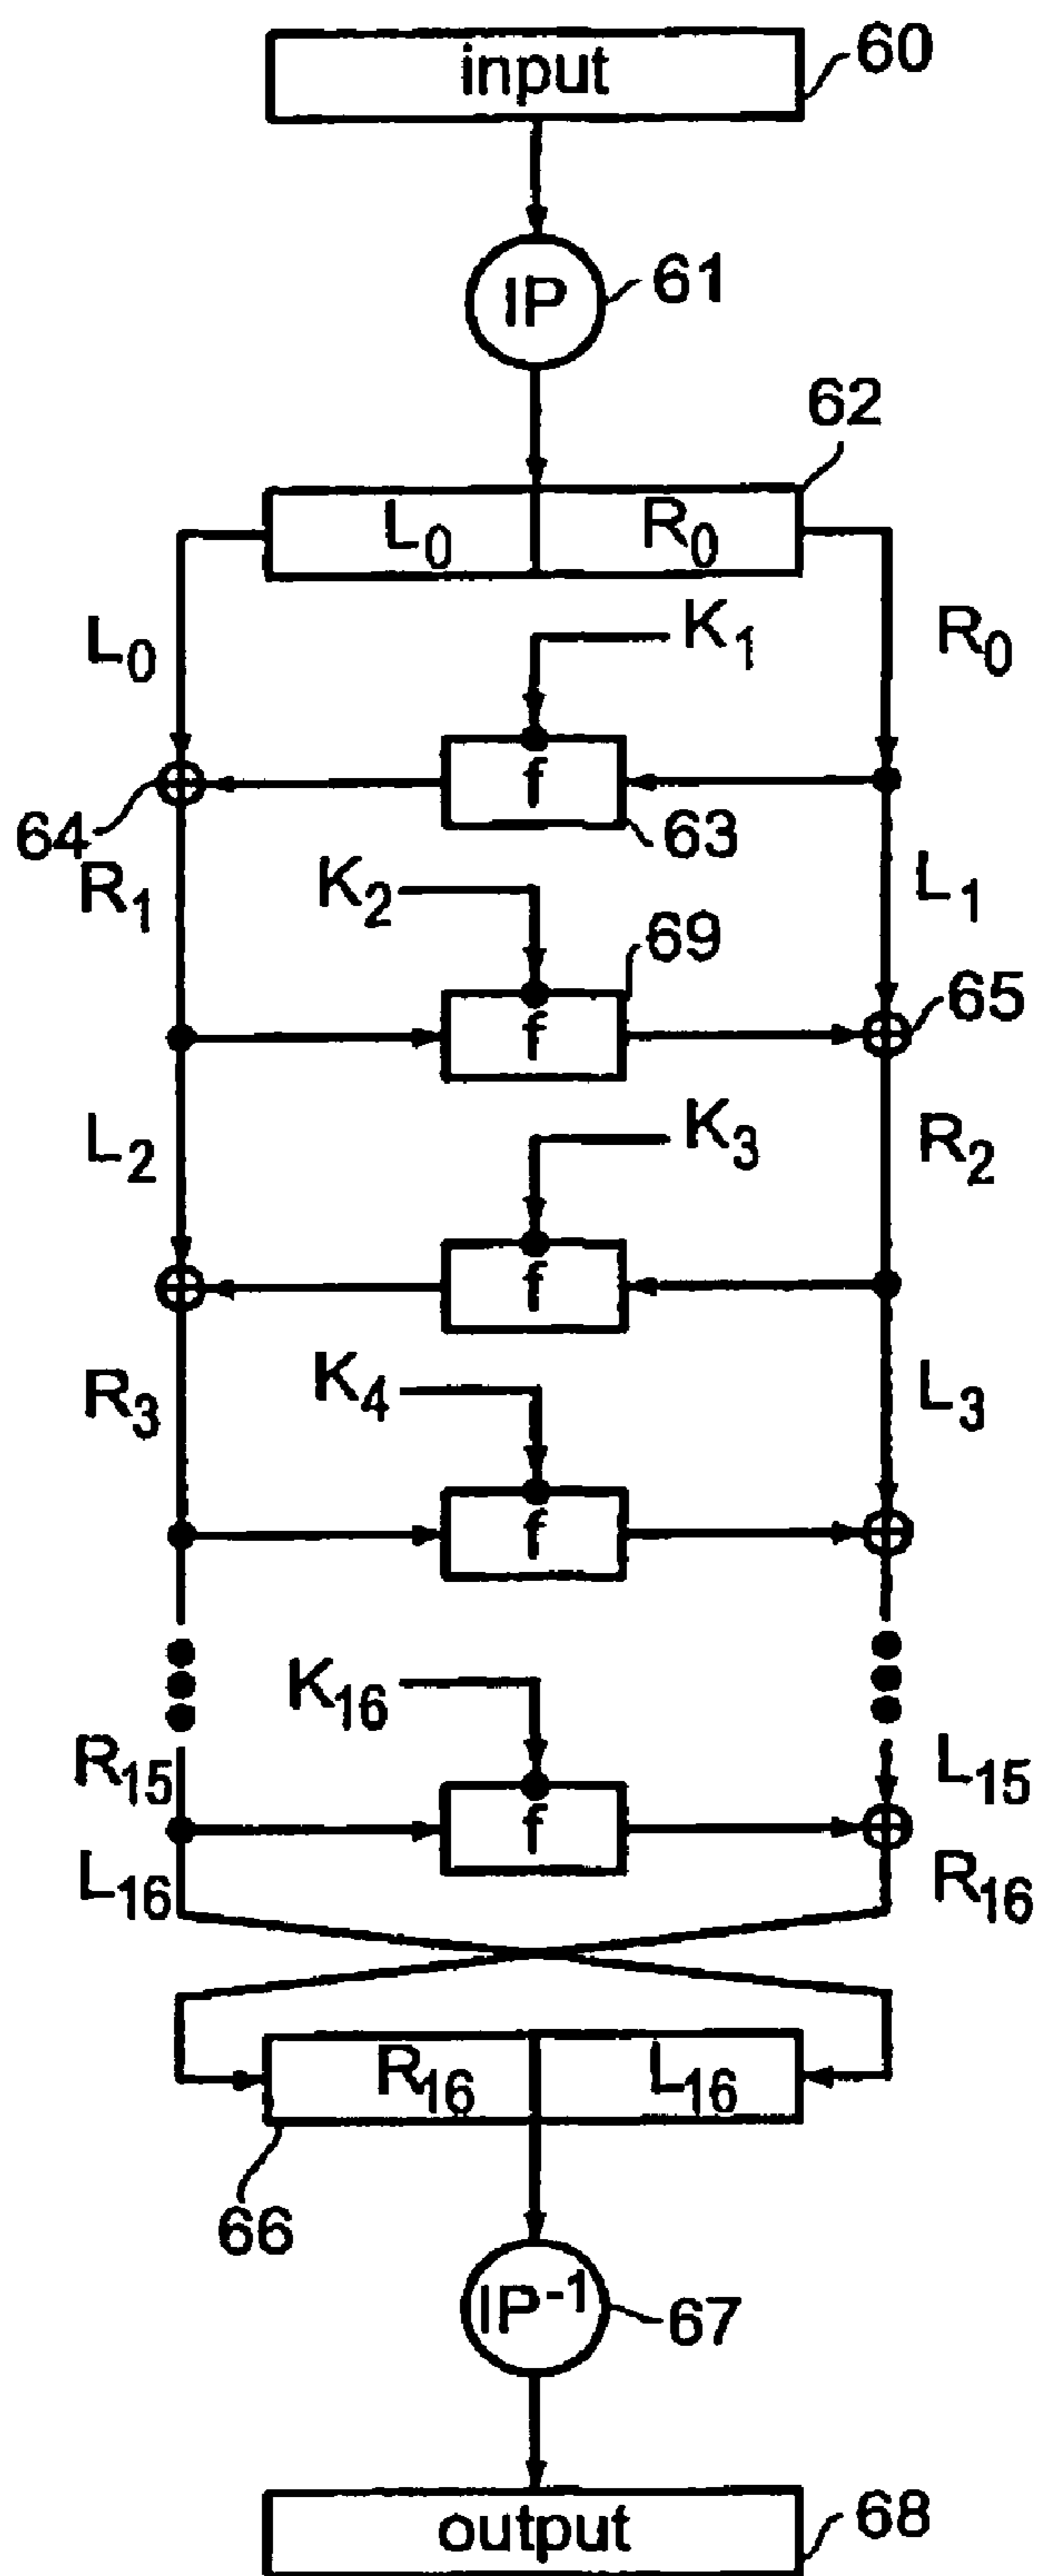 input 60
IP 61
62
L₀ R₀
L₀ K₁ R₀
f
64 63
R₁ K₂ L₁
69
f 65
L₂ K₃ R₂
f
R₃ K₄ L₃
f
K₁₆
R₁₅ L₁₅
f
L₁₆ R₁₆
R₁₆ L₁₆
66
IP⁻¹ 67
output 68